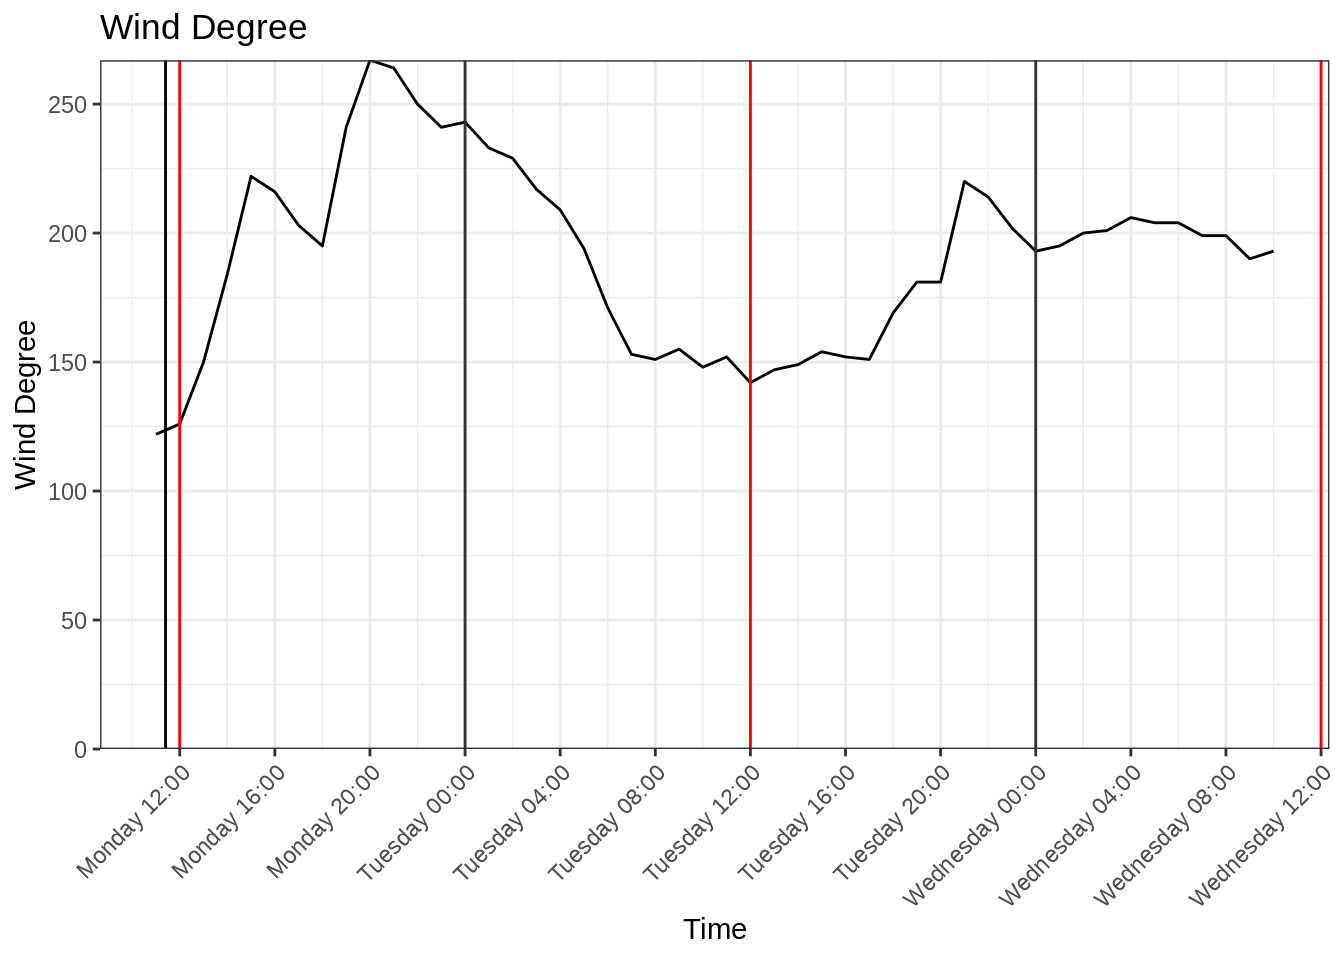 Wind Degree
Wind Degree
250
200
150
100
50
0
Monday 12:00
Monday 16:00
Monday 20:00
Tuesday 00:00
Tuesday 04:00
Tuesday 08:00
Tuesday 12:00
Tuesday 16:00
Tuesday 20:00
Wednesday 00:00
Wednesday 04:00
Wednesday 08:00
Wednesday 12:00
Time